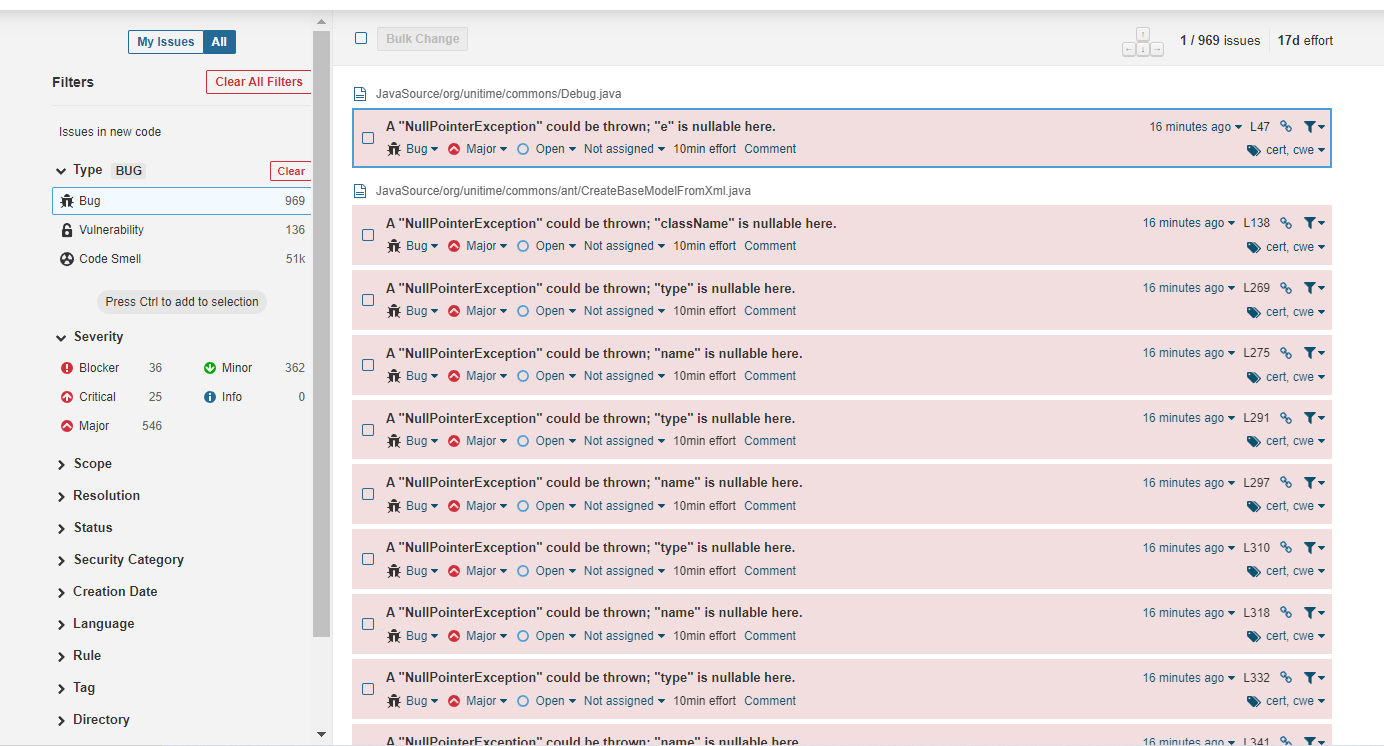 My Issues All
Filters Clear All Filters
Issues in new code
Type BUG Clear
Bug 969
Vulnerability 136
Code Smell 51k
Press Ctrl to add to selection
Severity
Blocker 36 Minor 362
Critical 25 Info 0
Major 546
Scope
Resolution
Status
Security Category
Creation Date
Language
Rule
Tag
Directory
Bulk Change 1 / 969 issues 17d effort
JavaSource/org/unitime/commons/Debug.java
A "NullPointerException" could be thrown; "e" is nullable here. 16 minutes ago L47
Bug Major Open Not assigned 10min effort Comment cert, cwe
JavaSource/org/unitime/commons/ant/CreateBaseModelFromXml.java
A "NullPointerException" could be thrown; "className" is nullable here. 16 minutes ago L138
Bug Major Open Not assigned 10min effort Comment cert, cwe
A "NullPointerException" could be thrown; "type" is nullable here. 16 minutes ago L269
Bug Major Open Not assigned 10min effort Comment cert, cwe
A "NullPointerException" could be thrown; "name" is nullable here. 16 minutes ago L275
Bug Major Open Not assigned 10min effort Comment cert, cwe
A "NullPointerException" could be thrown; "type" is nullable here. 16 minutes ago L291
Bug Major Open Not assigned 10min effort Comment cert, cwe
A "NullPointerException" could be thrown; "name" is nullable here. 16 minutes ago L297
Bug Major Open Not assigned 10min effort Comment cert, cwe
A "NullPointerException" could be thrown; "type" is nullable here. 16 minutes ago L310
Bug Major Open Not assigned 10min effort Comment cert, cwe
A "NullPointerException" could be thrown; "name" is nullable here. 16 minutes ago L318
Bug Major Open Not assigned 10min effort Comment cert, cwe
A "NullPointerException" could be thrown; "type" is nullable here. 16 minutes ago L332
Bug Major Open Not assigned 10min effort Comment cert, cwe
A "NullPointerException" could be thrown; "name" is nullable here. 16 minutes ago L341